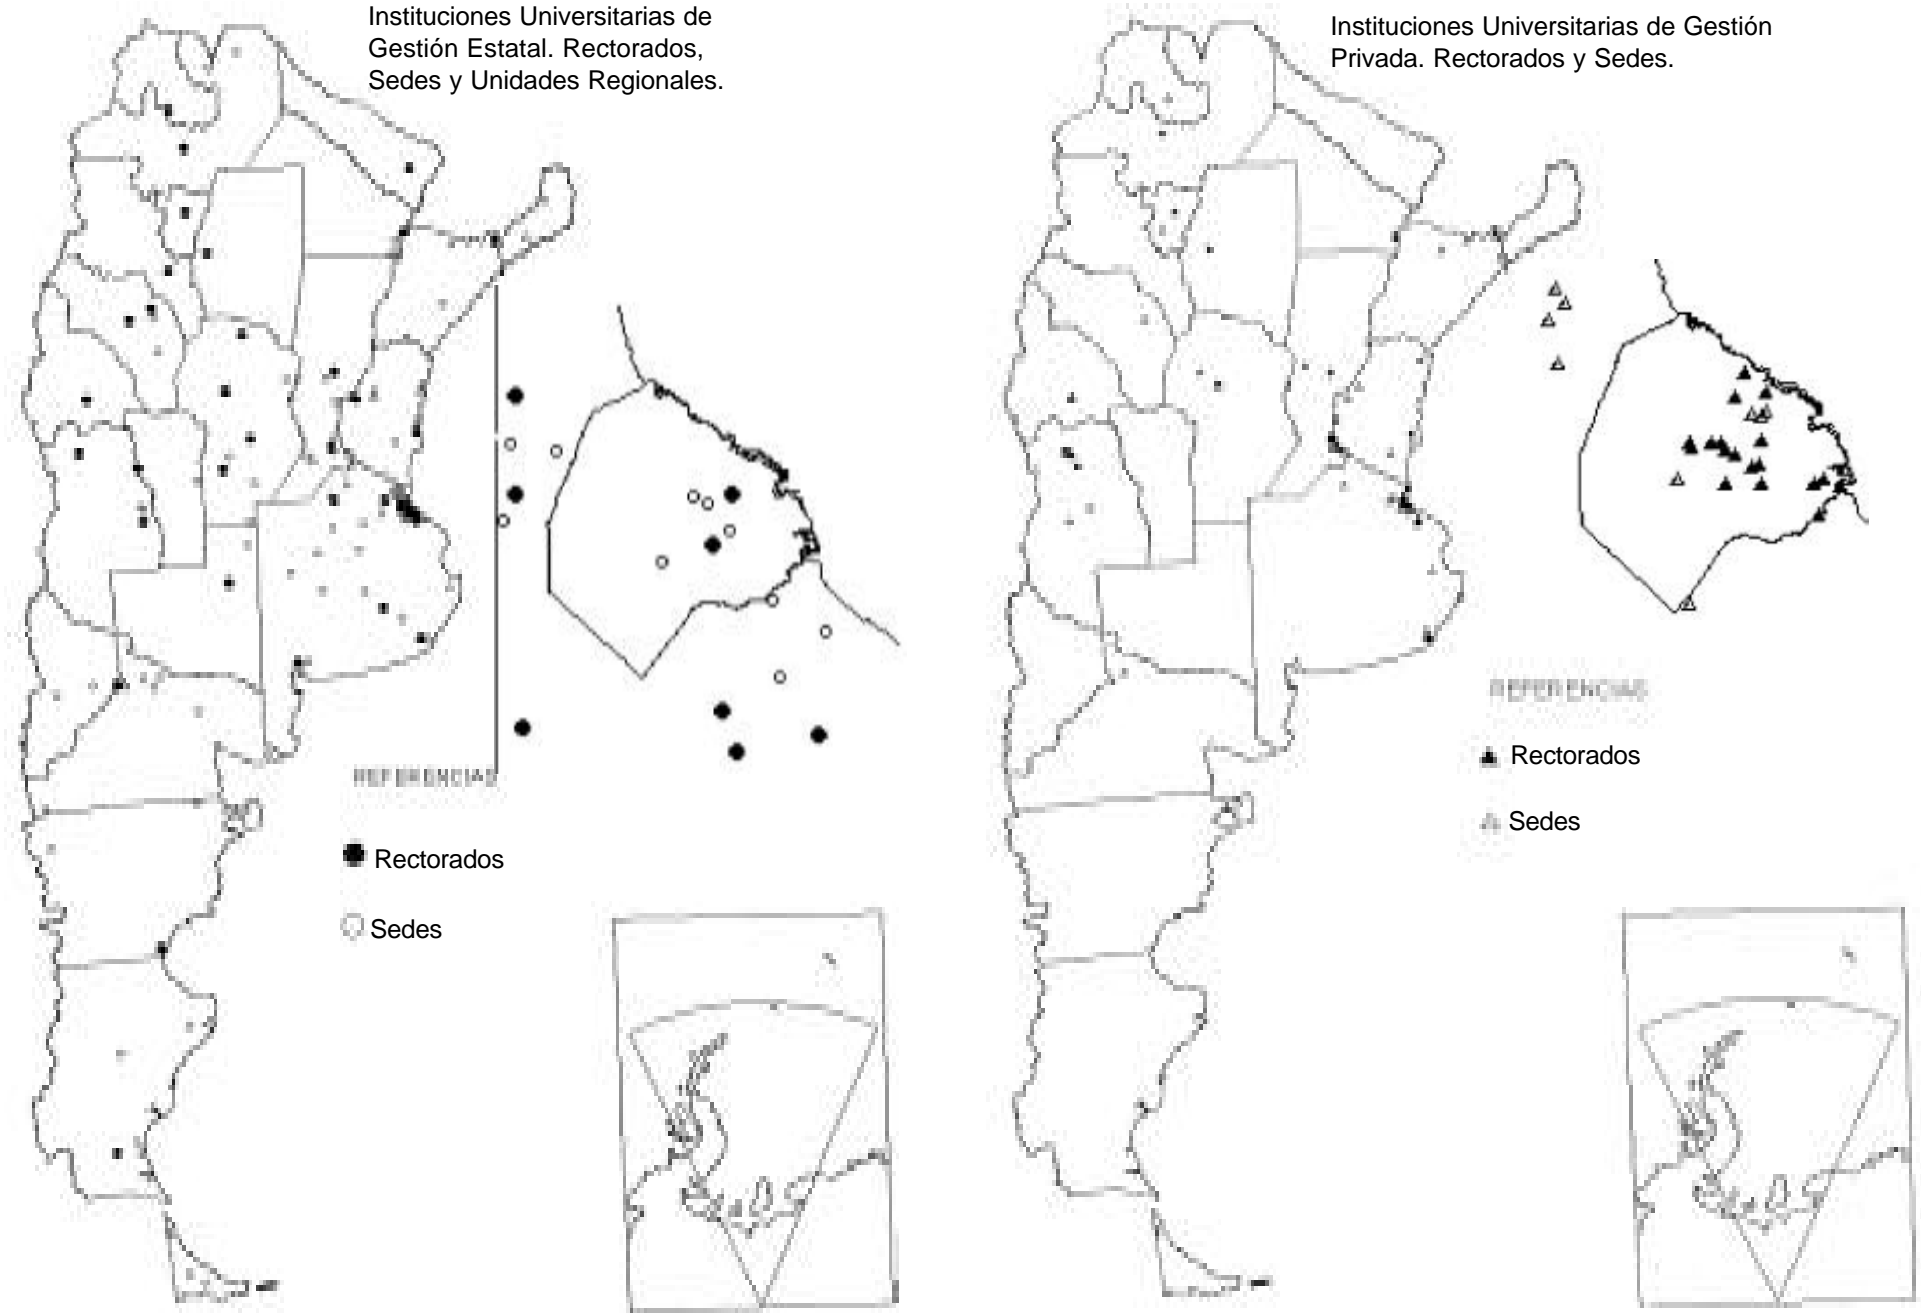 Instituciones Universitarias de
Gestión Estatal. Rectorados,
Sedes y Unidades Regionales.
REFERENCIAS
Rectorados
Sedes
Instituciones Universitarias de Gestión
Privada. Rectorados y Sedes.
REFERENCIAS
Rectorados
Sedes